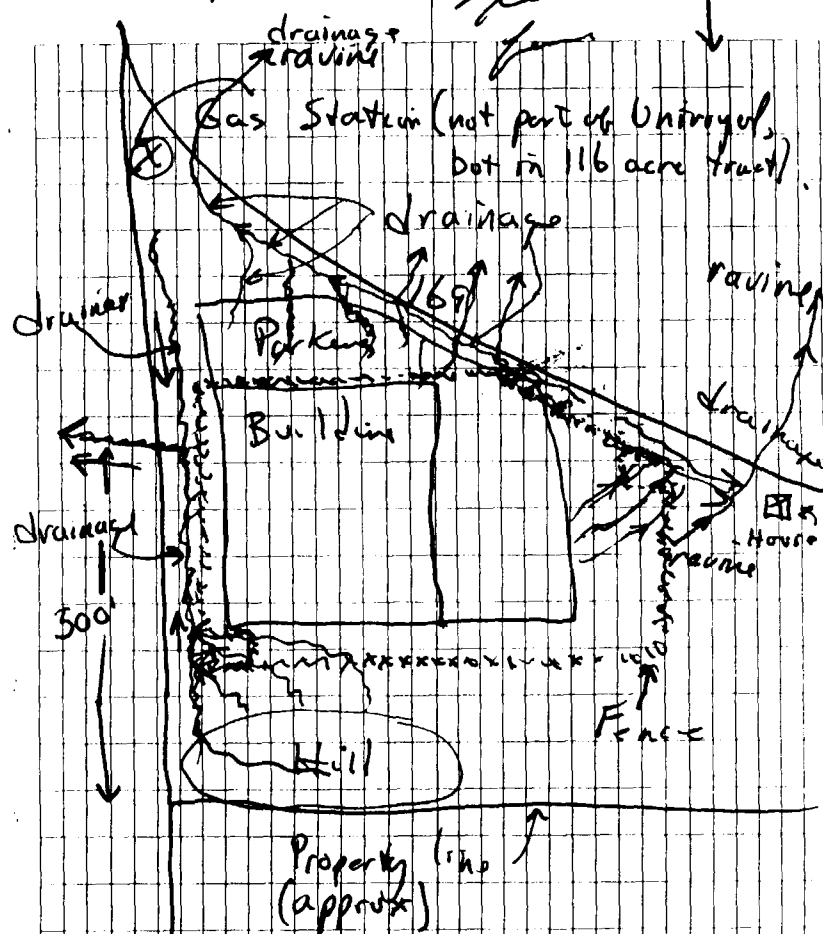 drainage +
ravine
Gas Station (not part of Uniroyal,
but in 116 acre tract)
X
drainage
ravine
169
drainage
Parking
drainage
Building
House
drainage
ravine
300'
Fence
Hill
Property line
(approx)